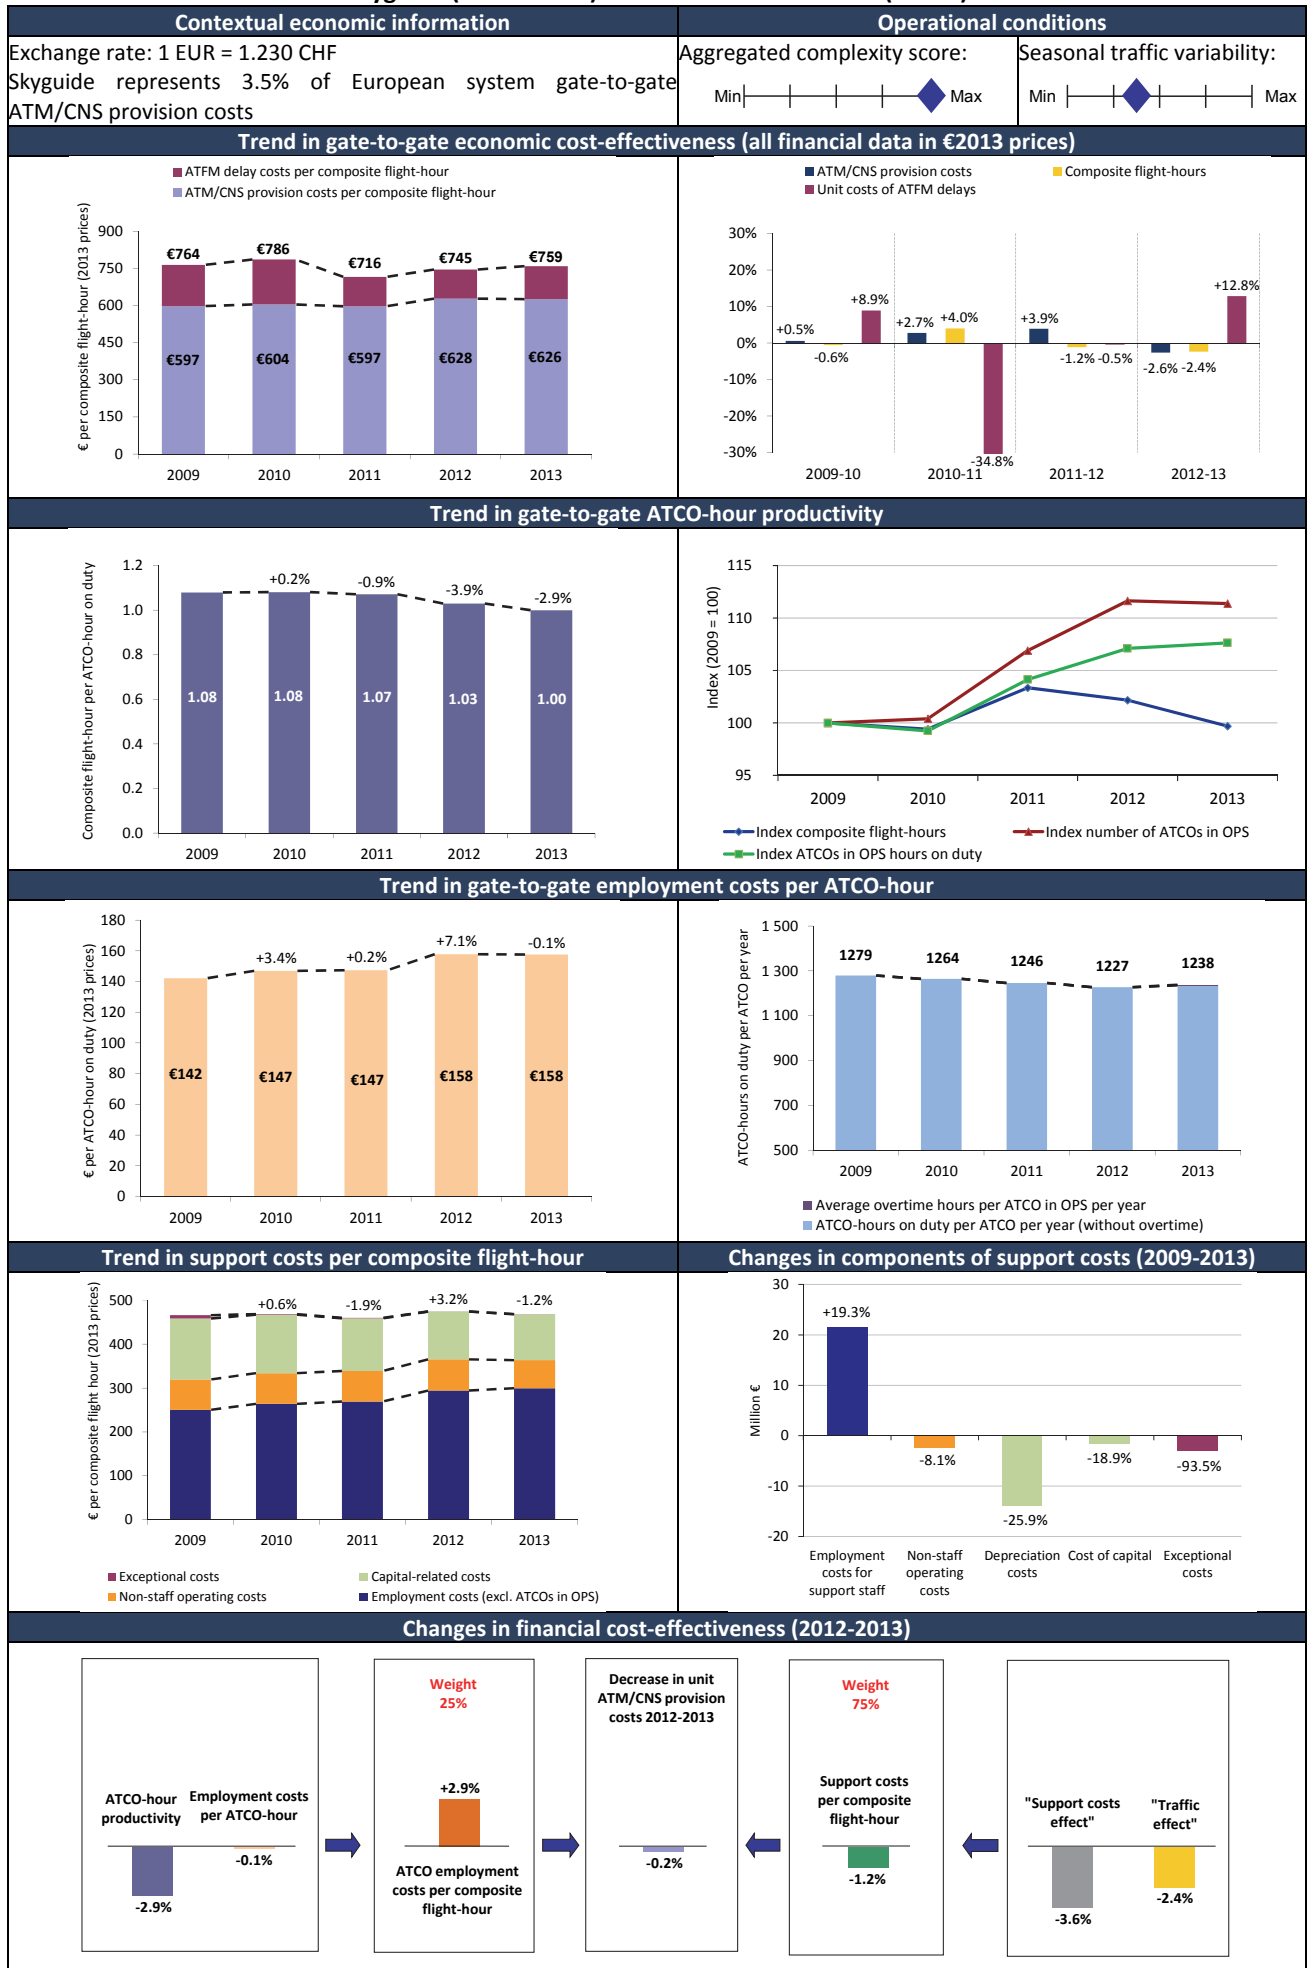 Contextual economic information
Operational conditions
Exchange rate: 1 EUR = 1.230 CHF
Skyguide represents 3.5% of European system gate-to-gate
ATM/CNS provision costs
Aggregated complexity score:
Min
Max
Seasonal traffic variability:
Min
Max
Trend in gate-to-gate economic cost-effectiveness (all financial data in €2013 prices)
ATFM delay costs per composite flight-hour
ATM/CNS provision costs per composite flight-hour
€ per composite flight-hour (2013 prices)
900
750
600
450
300
150
0
€764
€786
€716
€745
€759
€597
€604
€597
€628
€626
2009
2010
2011
2012
2013
ATM/CNS provision costs
Composite flight-hours
Unit costs of ATFM delays
30%
20%
10%
0%
-10%
-20%
-30%
+0.5%
-0.6%
+8.9%
+2.7%
+4.0%
-34.8%
+3.9%
-1.2%
-0.5%
-2.6%
-2.4%
+12.8%
2009-10
2010-11
2011-12
2012-13
Trend in gate-to-gate ATCO-hour productivity
Composite flight-hour per ATCO-hour on duty
1.2
1.0
0.8
0.6
0.4
0.2
0.0
+0.2%
-0.9%
-3.9%
-2.9%
1.08
1.08
1.07
1.03
1.00
2009
2010
2011
2012
2013
Index (2009 = 100)
115
110
105
100
95
2009
2010
2011
2012
2013
Index composite flight-hours
Index number of ATCOs in OPS
Index ATCOs in OPS hours on duty
Trend in gate-to-gate employment costs per ATCO-hour
€ per ATCO-hour on duty (2013 prices)
180
160
140
120
100
80
60
40
20
0
+3.4%
+0.2%
+7.1%
-0.1%
€142
€147
€147
€158
€158
2009
2010
2011
2012
2013
ATCO-hours on duty per ATCO per year
1 500
1 300
1 100
900
700
500
1279
1264
1246
1227
1238
2009
2010
2011
2012
2013
Average overtime hours per ATCO in OPS per year
ATCO-hours on duty per ATCO per year (without overtime)
Trend in support costs per composite flight-hour
Changes in components of support costs (2009-2013)
€ per composite flight hour (2013 prices)
500
400
300
200
100
0
+0.6%
-1.9%
+3.2%
-1.2%
2009
2010
2011
2012
2013
Exceptional costs
Capital-related costs
Non-staff operating costs
Employment costs (excl. ATCOs in OPS)
Million €
30
20
10
0
-10
-20
+19.3%
-8.1%
-25.9%
-18.9%
-93.5%
Employment
costs for
support staff
Non-staff
operating
costs
Depreciation
costs
Cost of capital
Exceptional
costs
Changes in financial cost-effectiveness (2012-2013)
ATCO-hour
productivity
-2.9%
Employment costs
per ATCO-hour
-0.1%
Weight
25%
+2.9%
ATCO employment
costs per composite
flight-hour
Decrease in unit
ATM/CNS provision
costs 2012-2013
-0.2%
Weight
75%
Support costs
per composite
flight-hour
-1.2%
"Support costs
effect"
-3.6%
"Traffic
effect"
-2.4%